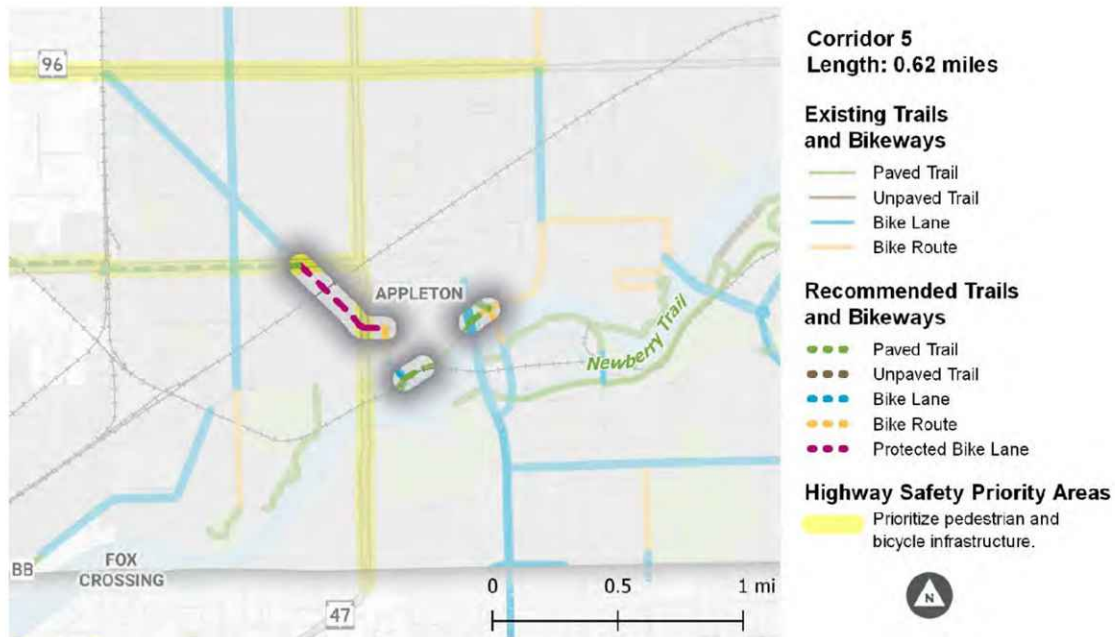 96
APPLETON
Newberry Trail
BB
FOX
CROSSING
47
0 0.5 1 mi
Corridor 5
Length: 0.62 miles
Existing Trails
and Bikeways
Paved Trail
Unpaved Trail
Bike Lane
Bike Route
Recommended Trails
and Bikeways
Paved Trail
Unpaved Trail
Bike Lane
Bike Route
Protected Bike Lane
Highway Safety Priority Areas
Prioritize pedestrian and
bicycle infrastructure.
N